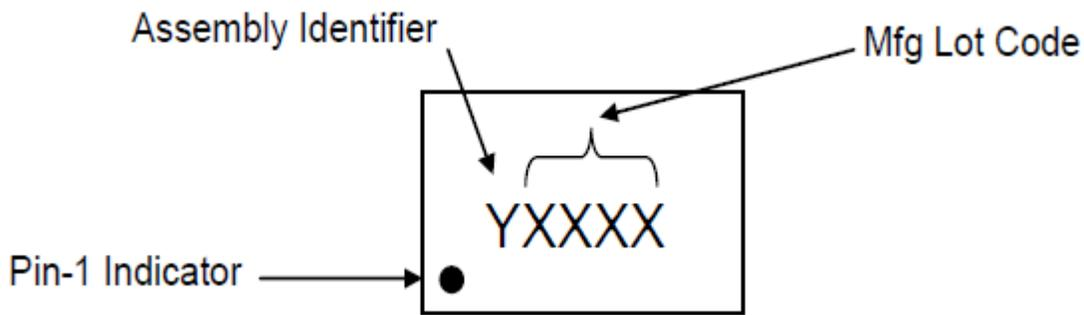 Assembly Identifier
Mfg Lot Code
YXXXX
Pin-1 Indicator